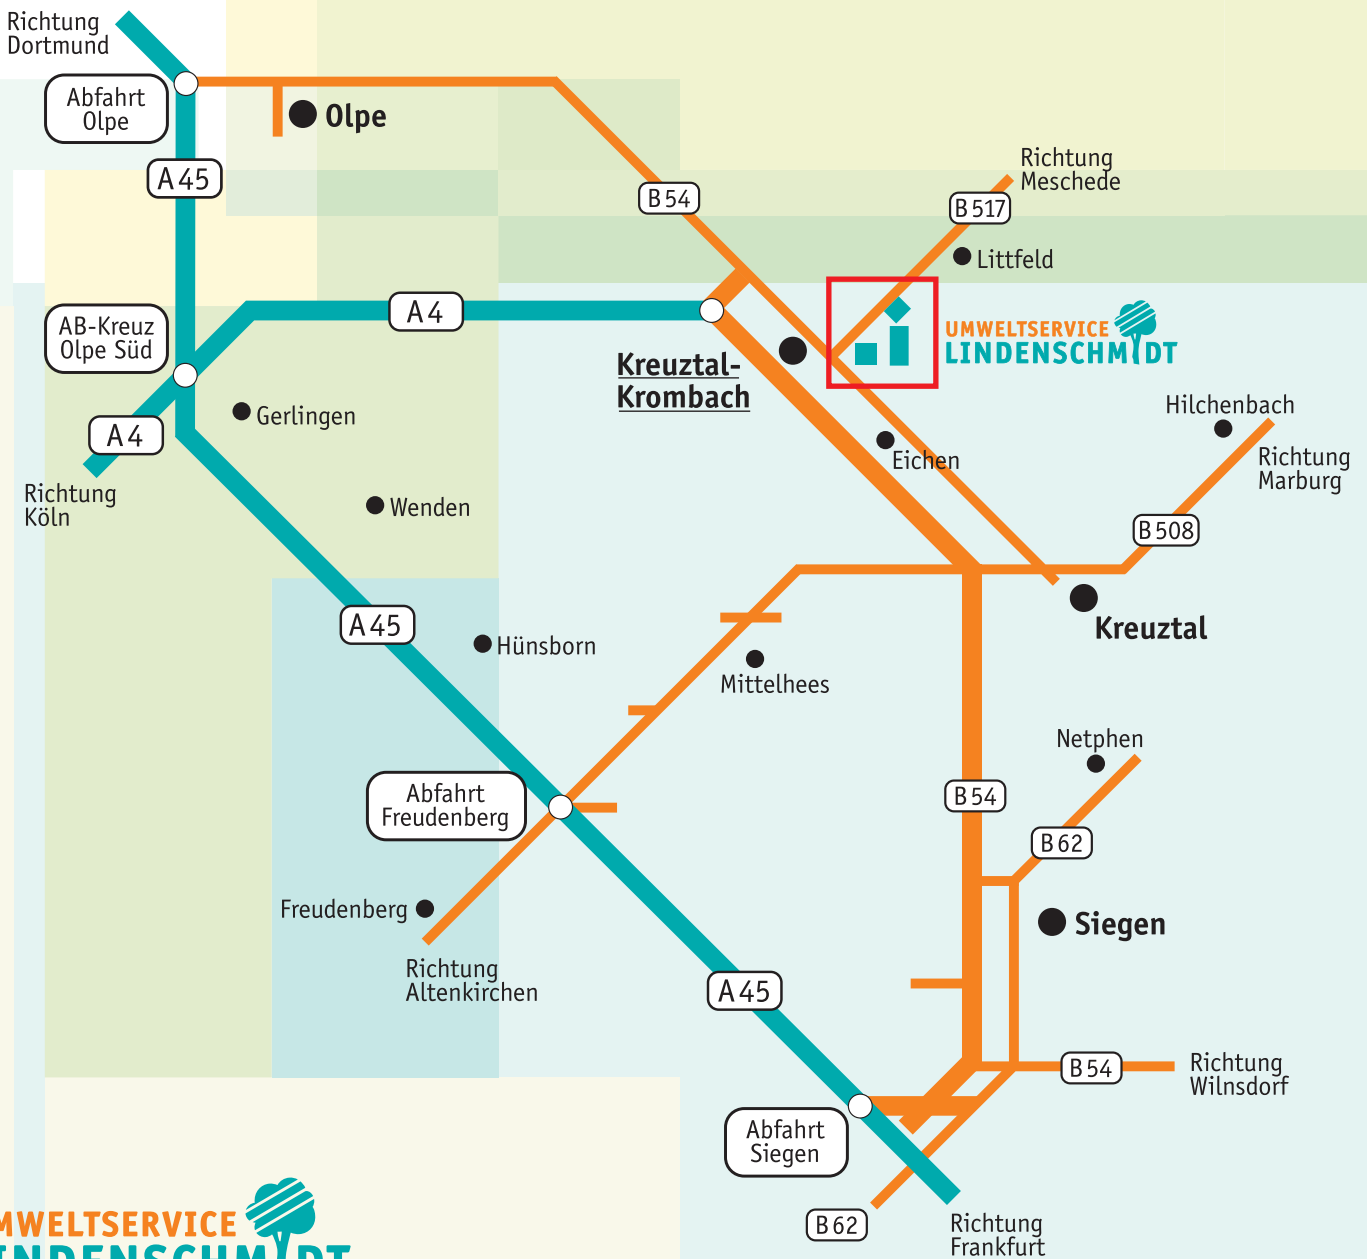 Richtung
Dortmund
Abfahrt
Olpe
Olpe
A 45
Richtung
Meschede
B 54
B 517
Littfeld
A 4
AB-Kreuz
Olpe Süd
UMWELTSERVICE
LINDENSCHMIDT
Kreuztal-
Krombach
Gerlingen
A 4
Hilchenbach
Eichen
Richtung
Marburg
Richtung
Köln
Wenden
B 508
A 45
Kreuztal
Hünsborn
Mittelhees
Netphen
Abfahrt
Freudenberg
B 54
B 62
Freudenberg
Siegen
Richtung
Altenkirchen
A 45
B 54
Richtung
Wilnsdorf
Abfahrt
Siegen
B 62
Richtung
Frankfurt
MWELTSERVICE
INDENSCHMIDT